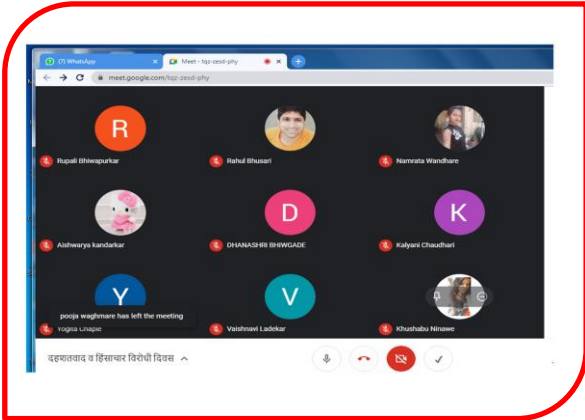 (7) WhatsApp
Meet - tqz-zesd-phy
meet.google.com/tqz-zesd-phy
R
Rupali Bhiwapurkar
Rahul Bhusari
Namrata Wandhare
Aishwarya kandarkar
D
DHANASHRI BHIWGADE
K
Kalyani Chaudhari
Y
pooja waghmare has left the meeting
Yogita Chaple
V
Vaishnavi Ladekar
Khushabu Ninawe
दहशतवाद व हिंसाचार विरोधी दिवस